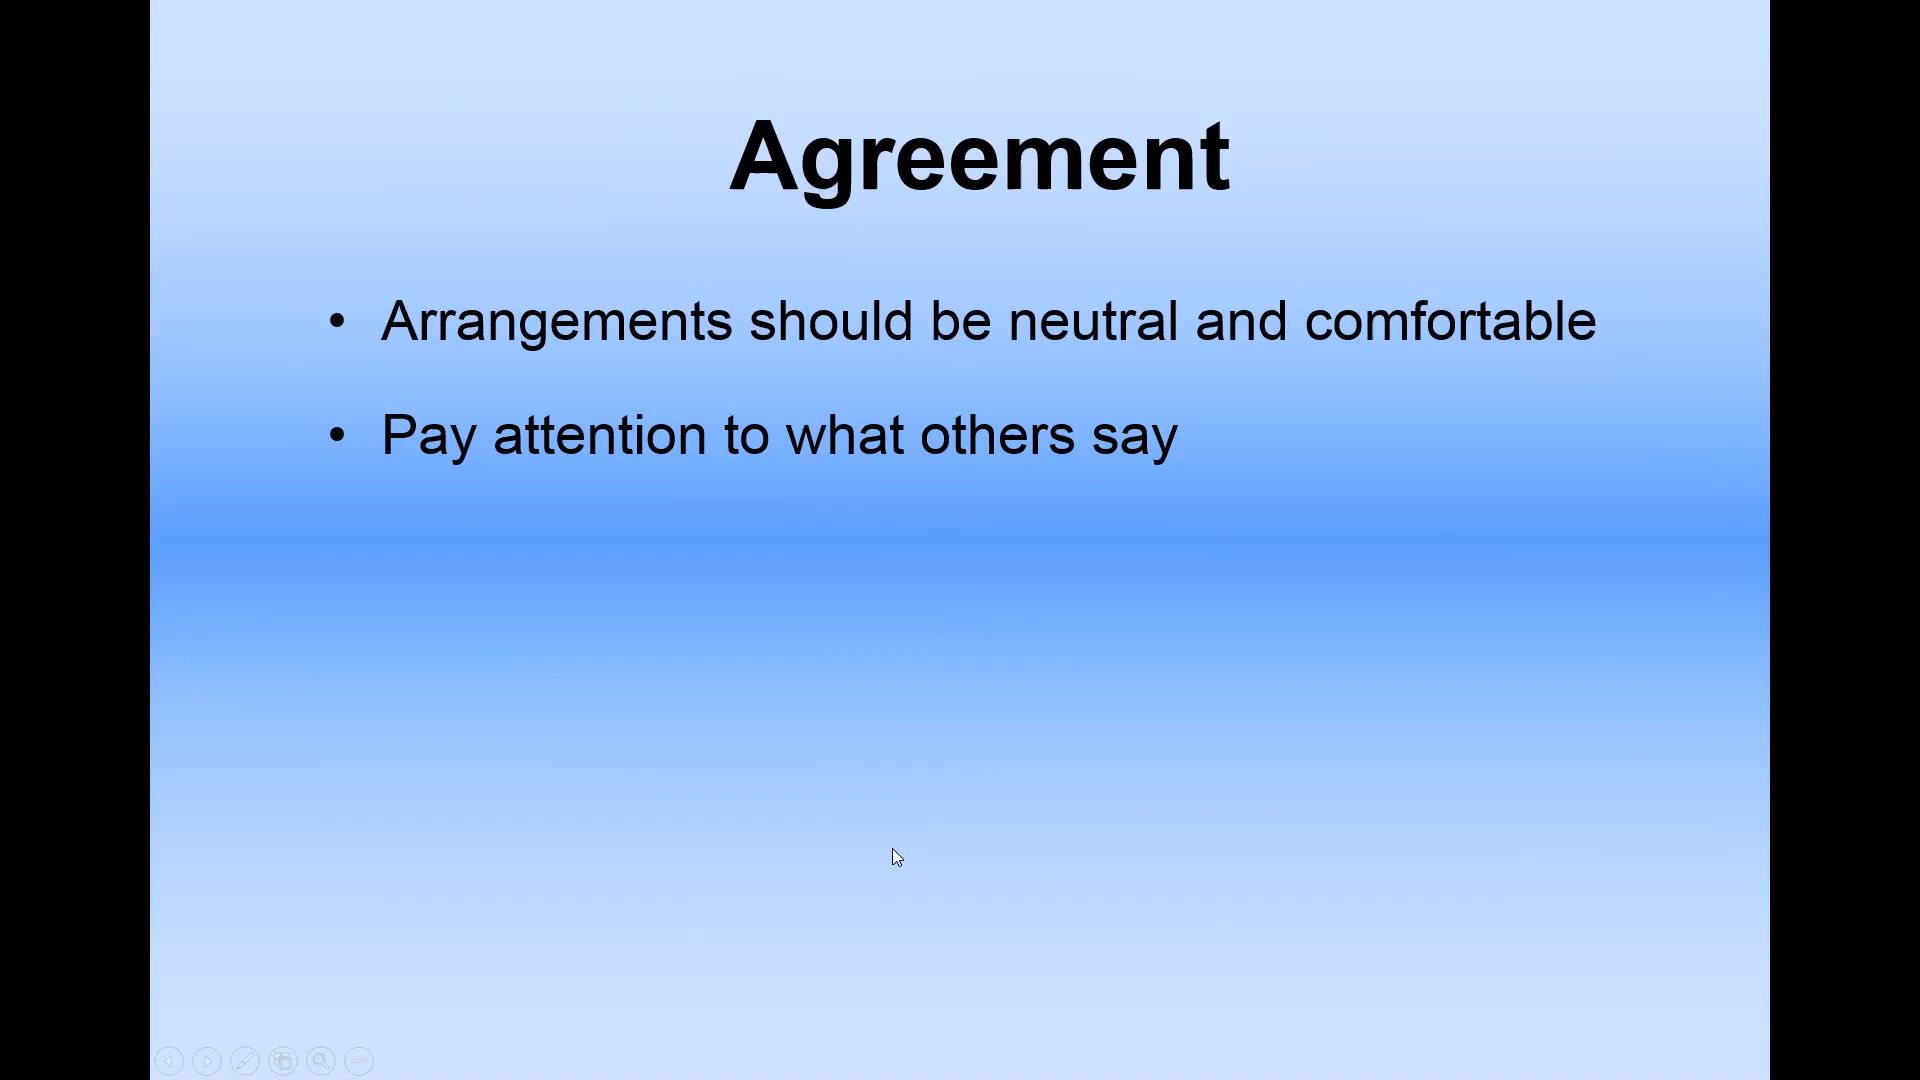 Agreement
• Arrangements should be neutral and comfortable
• Pay attention to what others say